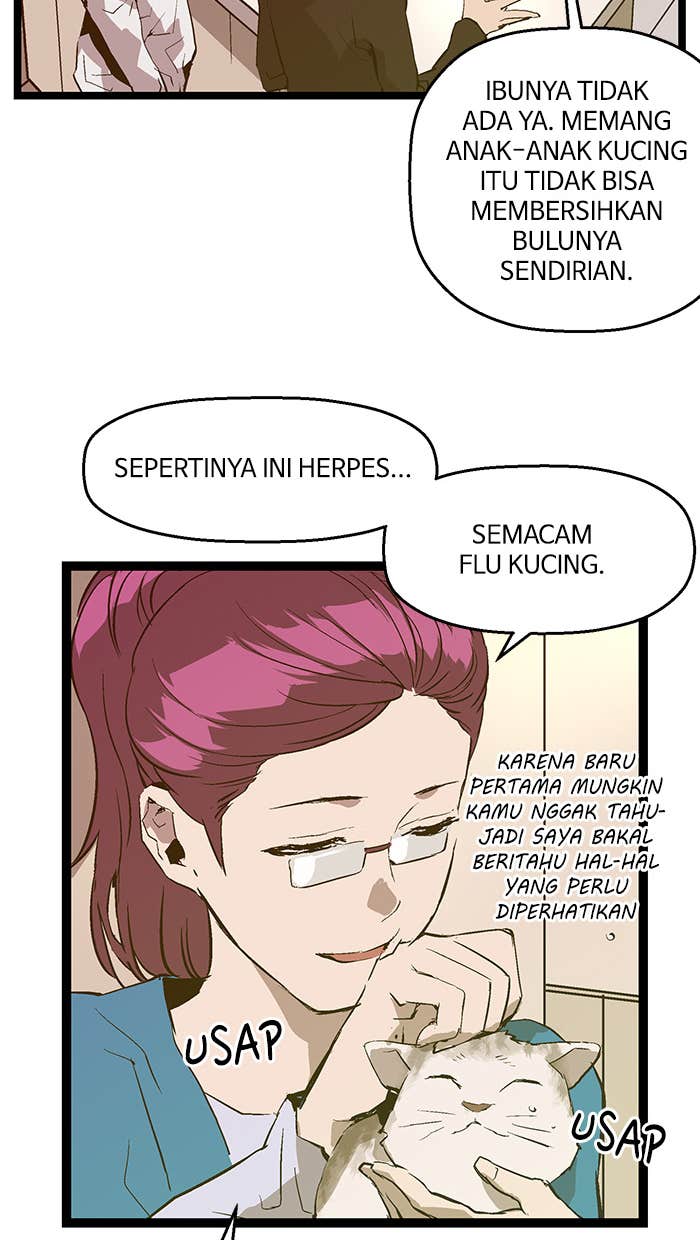 IBUNYA TIDAK
ADA YA. MEMANG
ANAK-ANAK KUCING
ITU TIDAK BISA
MEMBERSIHKAN
BULUNYA
SENDIRIAN.
SEPERTINYA INI HERPES...
SEMACAM
FLU KUCING.
KARENA BARU
PERTAMA MUNGKIN
KAMU NGGAK TAHU-
JADI SAYA BAKAL
BERITAHU HAL-HAL
YANG PERLU
DIPERHATIKAN
USAP
USAP